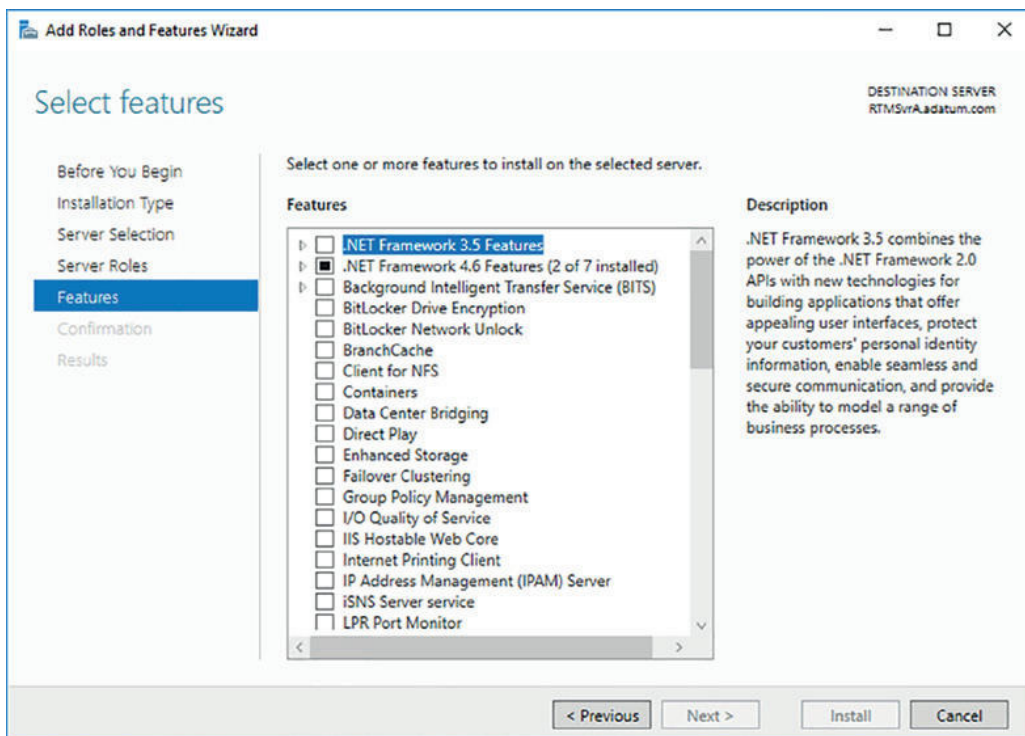 Add Roles and Features Wizard
Select features
DESTINATION SERVER
RTMSvrA.adatum.com
Before You Begin
Installation Type
Server Selection
Server Roles
Features
Confirmation
Results
Select one or more features to install on the selected server.
Features
.NET Framework 3.5 Features
.NET Framework 4.6 Features (2 of 7 installed)
Background Intelligent Transfer Service (BITS)
BitLocker Drive Encryption
BitLocker Network Unlock
BranchCache
Client for NFS
Containers
Data Center Bridging
Direct Play
Enhanced Storage
Failover Clustering
Group Policy Management
I/O Quality of Service
IIS Hostable Web Core
Internet Printing Client
IP Address Management (IPAM) Server
iSNS Server service
LPR Port Monitor
Description
.NET Framework 3.5 combines the
power of the .NET Framework 2.0
APIs with new technologies for
building applications that offer
appealing user interfaces, protect
your customers' personal identity
information, enable seamless and
secure communication, and provide
the ability to model a range of
business processes.
< Previous
Next >
Install
Cancel